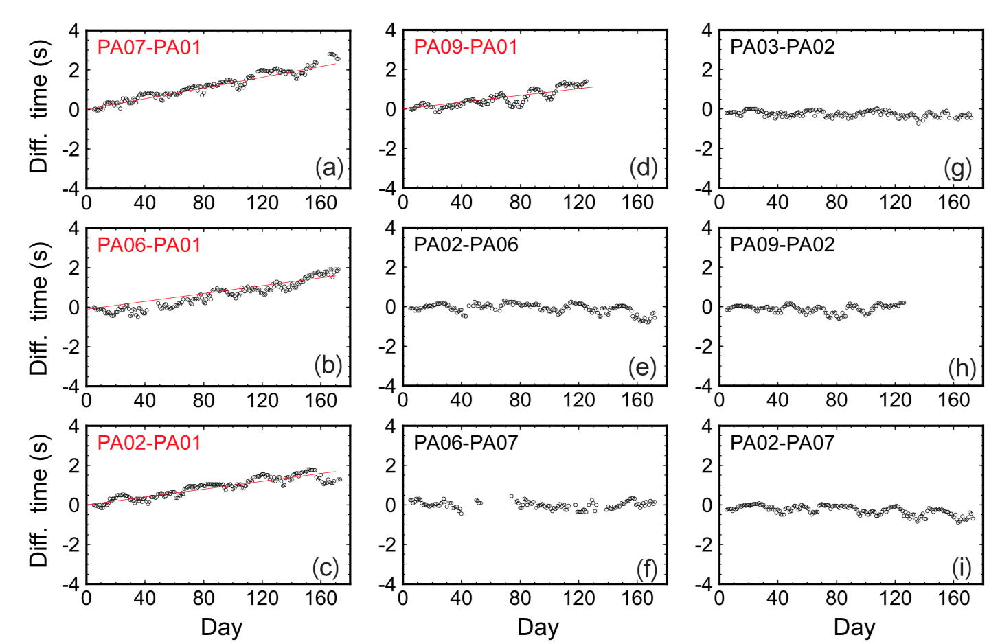 4
2
0
-2
-4
Diff. time (s)
PA07-PA01
(a)
0 40 80 120 160
4
2
0
-2
-4
PA09-PA01
(d)
0 40 80 120 160
4
2
0
-2
-4
PA03-PA02
(g)
0 40 80 120 160
4
2
0
-2
-4
Diff. time (s)
PA06-PA01
(b)
0 40 80 120 160
4
2
0
-2
-4
PA02-PA06
(e)
0 40 80 120 160
4
2
0
-2
-4
PA09-PA02
(h)
0 40 80 120 160
4
2
0
-2
-4
Diff. time (s)
PA02-PA01
(c)
0 40 80 120 160
Day
4
2
0
-2
-4
PA06-PA07
(f)
0 40 80 120 160
Day
4
2
0
-2
-4
PA02-PA07
(i)
0 40 80 120 160
Day